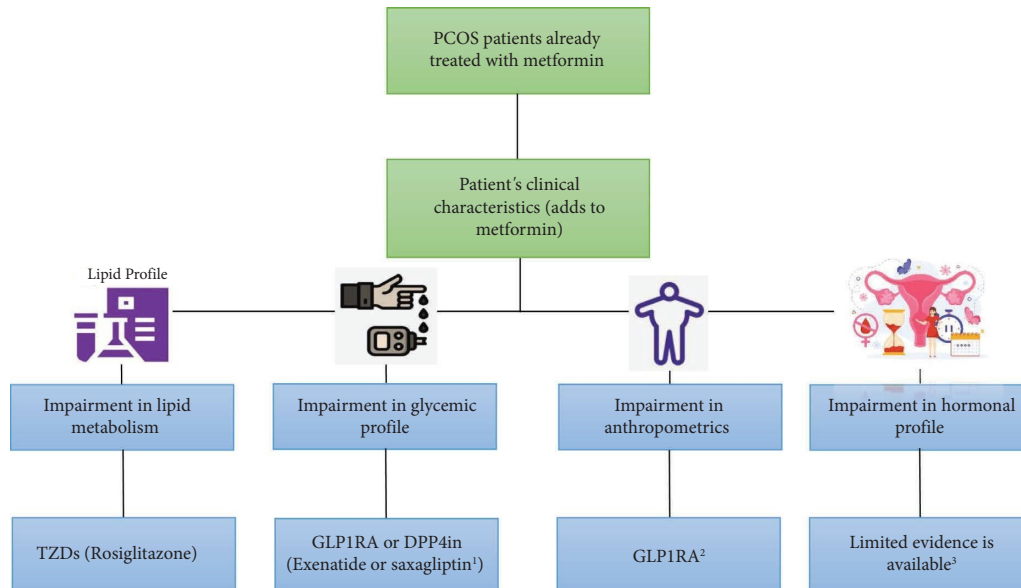 PCOS patients already
treated with metformin
Patient's clinical
characteristics (adds to
metformin)
Lipid Profile
Impairment in lipid
metabolism
Impairment in glycemic
profile
Impairment in
anthropometrics
Impairment in hormonal
profile
TZDs (Rosiglitazone)
GLP1RA or DPP4in
(Exenatide or saxagliptin¹)
GLP1RA²
Limited evidence is
available³